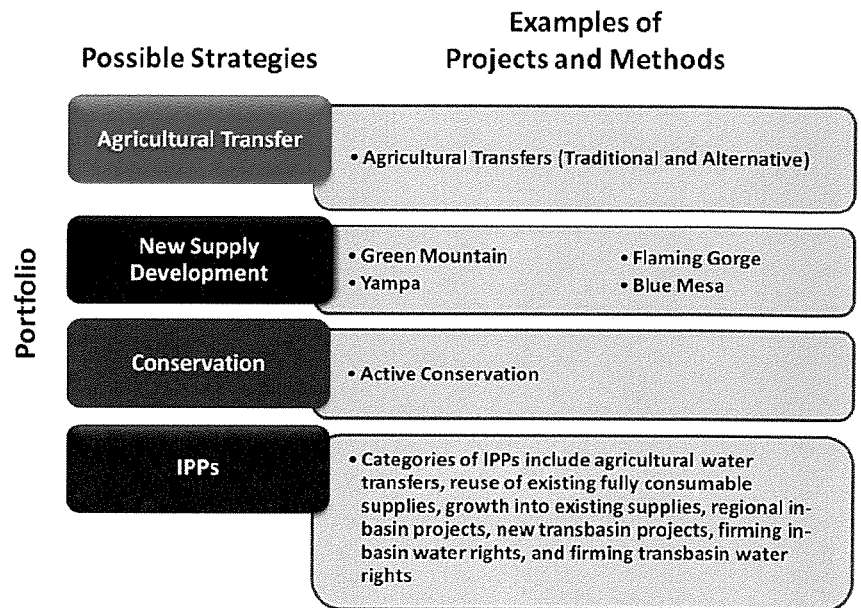 Possible Strategies
Examples of
Projects and Methods
Portfolio
Agricultural Transfer
• Agricultural Transfers (Traditional and Alternative)
New Supply
Development
• Green Mountain
• Yampa
• Flaming Gorge
• Blue Mesa
Conservation
• Active Conservation
IPPs
• Categories of IPPs include agricultural water
transfers, reuse of existing fully consumable
supplies, growth into existing supplies, regional in-
basin projects, new transbasin projects, firming in-
basin water rights, and firming transbasin water
rights